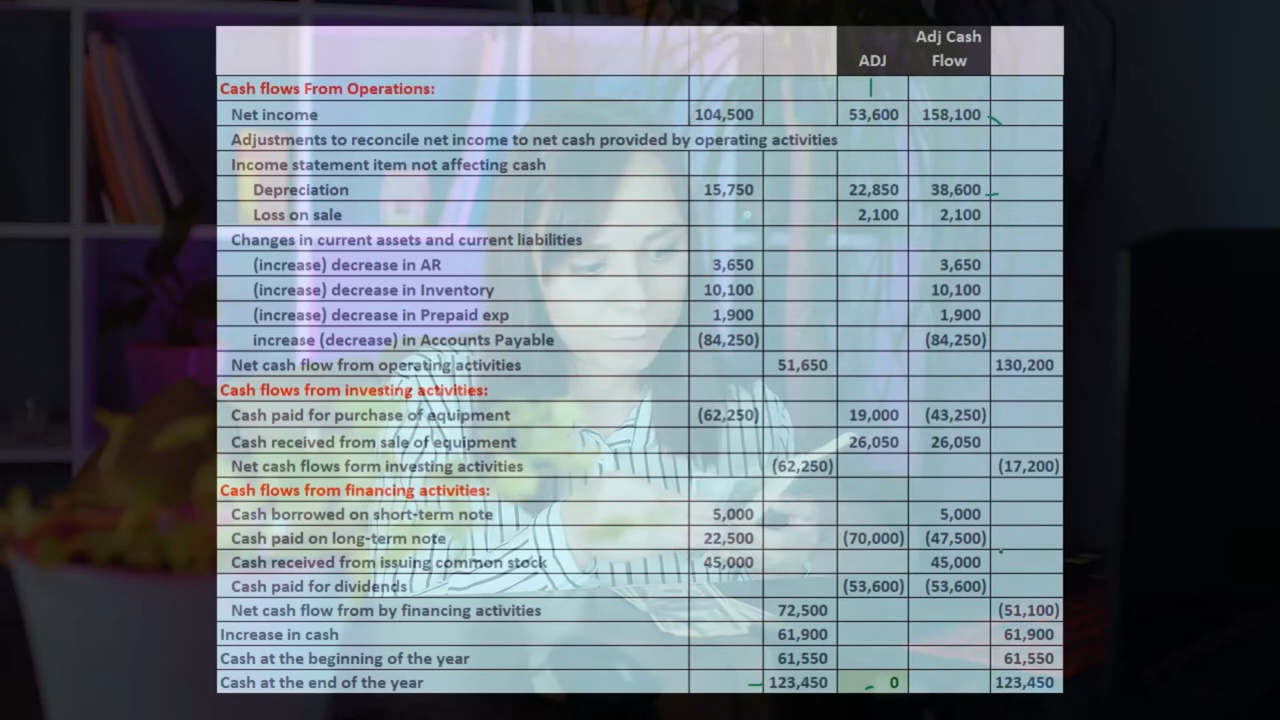 Adj Cash
ADJ Flow
Cash flows From Operations:
Net income 104,500 53,600 158,100
Adjustments to reconcile net income to net cash provided by operating activities
Income statement item not affecting cash
Depreciation 15,750 22,850 38,600
Loss on sale 2,100 2,100
Changes in current assets and current liabilities
(increase) decrease in AR 3,650 3,650
(increase) decrease in Inventory 10,100 10,100
(increase) decrease in Prepaid exp 1,900 1,900
increase (decrease) in Accounts Payable (84,250) (84,250)
Net cash flow from operating activities 51,650 130,200
Cash flows from investing activities:
Cash paid for purchase of equipment (62,250) 19,000 (43,250)
Cash received from sale of equipment 26,050 26,050
Net cash flows form investing activities (62,250) (17,200)
Cash flows from financing activities:
Cash borrowed on short-term note 5,000 5,000
Cash paid on long-term note 22,500 (70,000) (47,500)
Cash received from issuing common stock 45,000 45,000
Cash paid for dividends (53,600) (53,600)
Net cash flow from by financing activities 72,500 (51,100)
Increase in cash 61,900 61,900
Cash at the beginning of the year 61,550 61,550
Cash at the end of the year 123,450 0 123,450